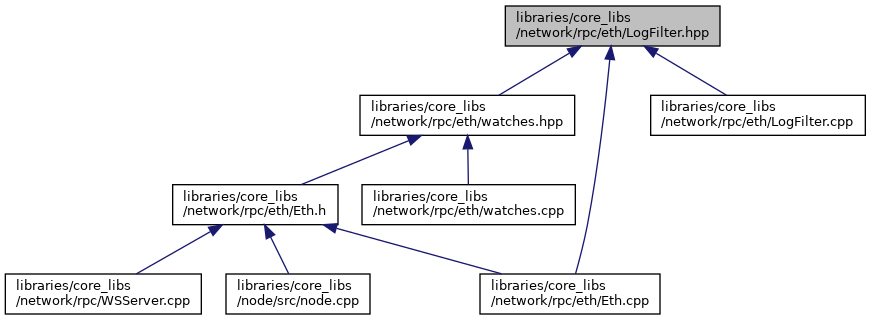 libraries/core_libs
/network/rpc/eth/LogFilter.hpp
libraries/core_libs
/network/rpc/eth/watches.hpp
libraries/core_libs
/network/rpc/eth/LogFilter.cpp
libraries/core_libs
/network/rpc/eth/Eth.h
libraries/core_libs
/network/rpc/eth/watches.cpp
libraries/core_libs
/network/rpc/WSServer.cpp
libraries/core_libs
/node/src/node.cpp
libraries/core_libs
/network/rpc/eth/Eth.cpp